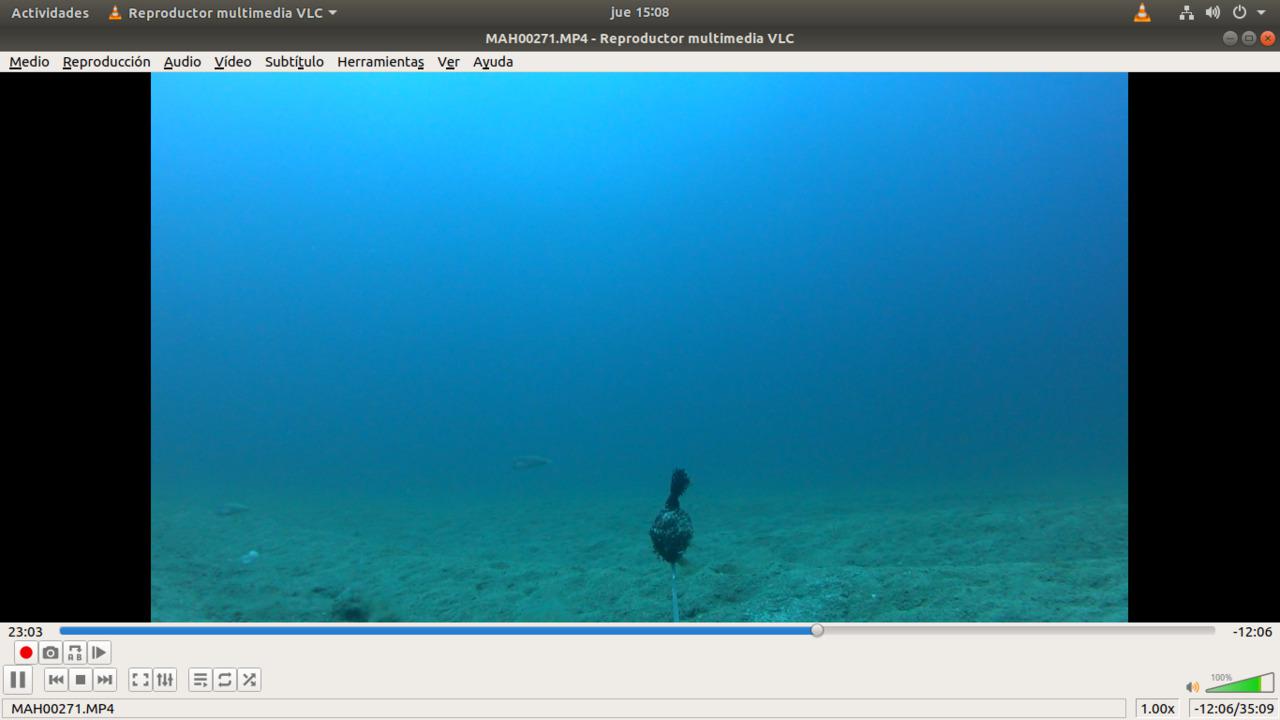 Actividades Reproductor multimedia VLC jue 15:08
MAH00271.MP4 - Reproductor multimedia VLC
Medio Reproducción Audio Vídeo Subtítulo Herramientas Ver Ayuda
23:03 -12:06
A B
100%
MAH00271.MP4 1.00x -12:06/35:09